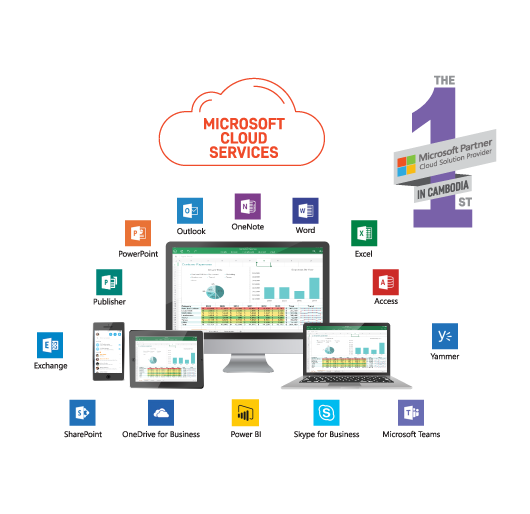 THE
1
ST
Microsoft Partner
Cloud Solution Provider
IN CAMBODIA
MICROSOFT
CLOUD
SERVICES
Outlook
OneNote
Word
PowerPoint
Excel
Publisher
Access
Exchange
Yammer
SharePoint
OneDrive for Business
Power BI
Skype for Business
Microsoft Teams